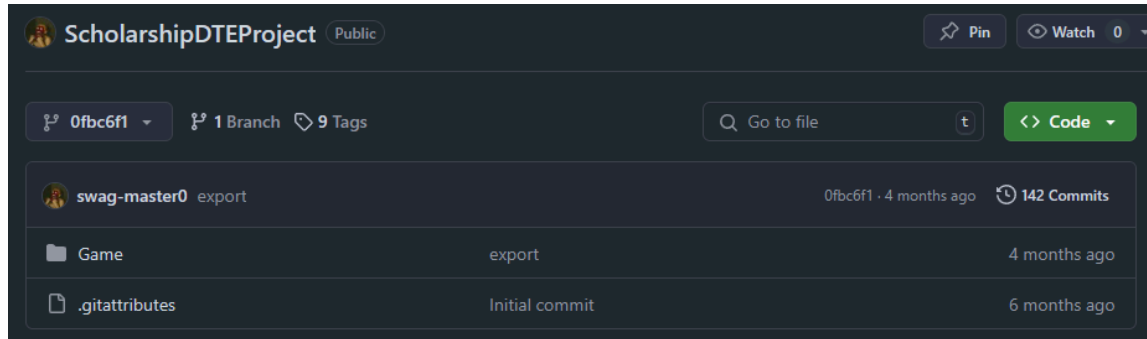 ScholarshipDTEProject Public Pin Watch 0
0fbc6f1 1 Branch 9 Tags Go to file t Code
swag-master0 export 0fbc6f1 · 4 months ago 142 Commits
Game export 4 months ago
.gitattributes Initial commit 6 months ago